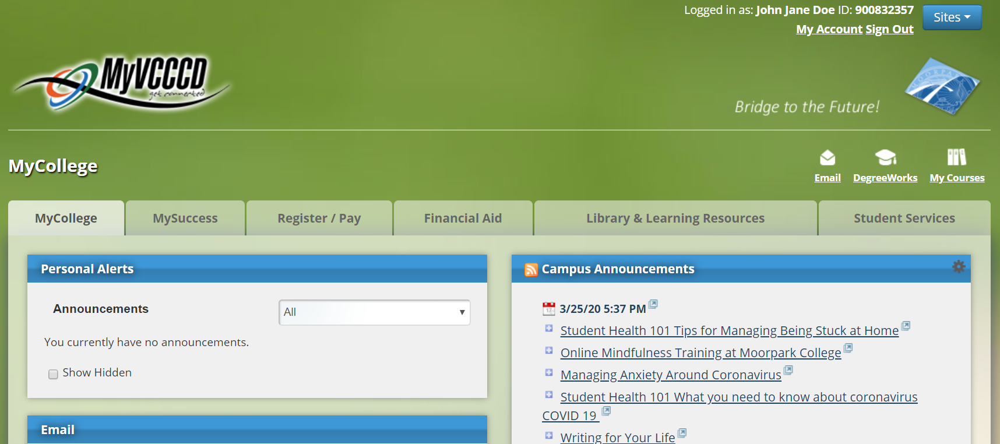 Logged in as: John Jane Doe ID: 900832357
Sites
My Account Sign Out
MyVCCCD
get connected
MOORPARK
Bridge to the Future!
MyCollege
Email
DegreeWorks
My Courses
MyCollege
MySuccess
Register / Pay
Financial Aid
Library & Learning Resources
Student Services
Personal Alerts
Announcements
All
You currently have no announcements.
Show Hidden
Email
Campus Announcements
17
3/25/20 5:37 PM
Student Health 101 Tips for Managing Being Stuck at Home
Online Mindfulness Training at Moorpark College
Managing Anxiety Around Coronavirus
Student Health 101 What you need to know about coronavirus
COVID 19
Writing for Your Life